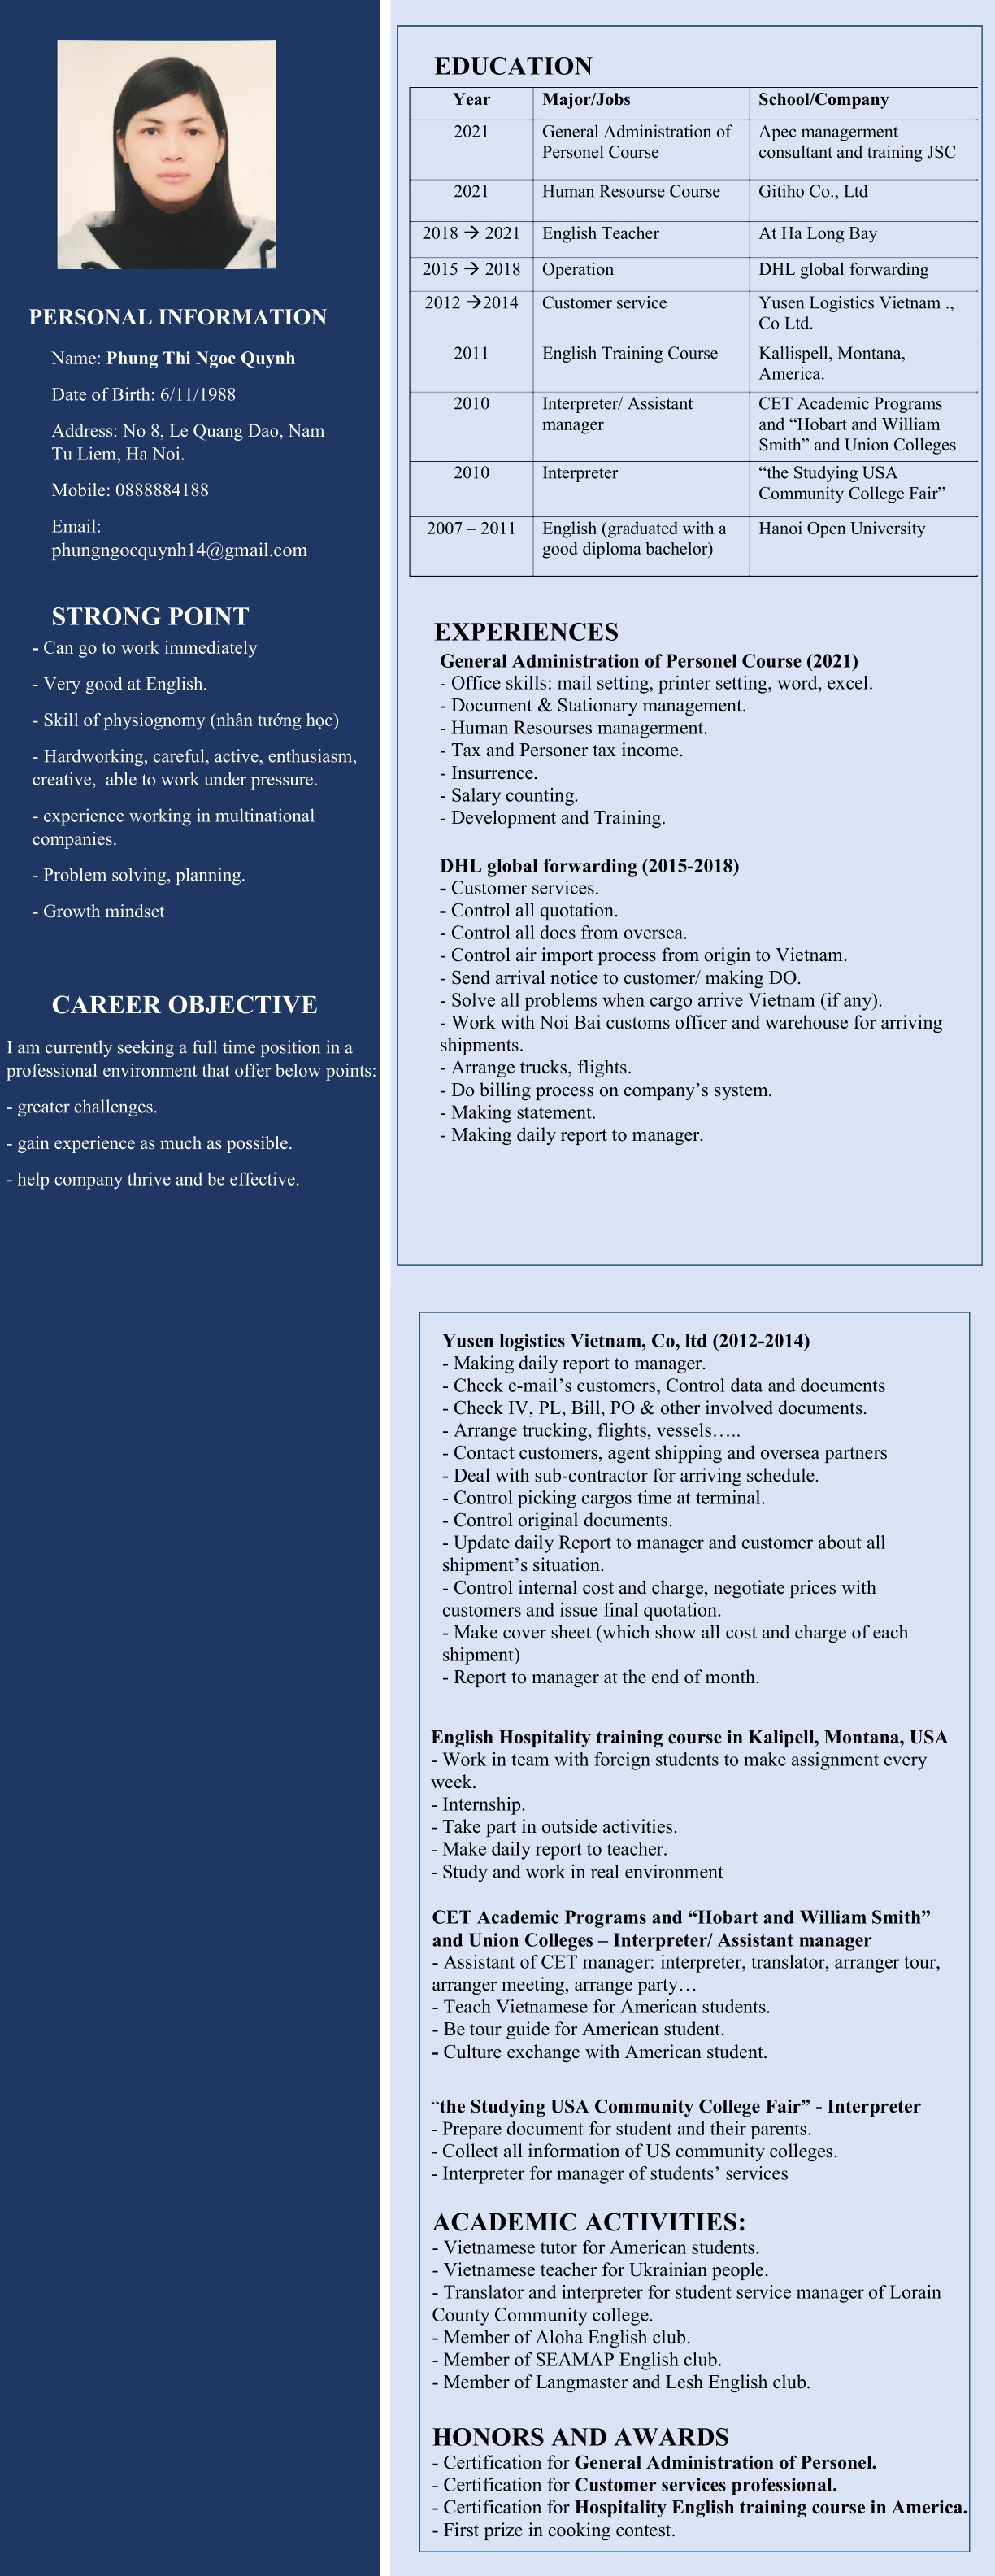 PERSONAL INFORMATION
Name: Phung Thi Ngoc Quynh
Date of Birth: 6/11/1988
Address: No 8, Le Quang Dao, Nam
Tu Liem, Ha Noi.
Mobile: 0888884188
Email:
phungngocquynh14@gmail.com
STRONG POINT
- Can go to work immediately
- Very good at English.
- Skill of physiognomy (nhân tướng học)
- Hardworking, careful, active, enthusiasm,
creative, able to work under pressure.
- experience working in multinational
companies.
- Problem solving, planning.
- Growth mindset
CAREER OBJECTIVE
I am currently seeking a full time position in a
professional environment that offer below points:
- greater challenges.
- gain experience as much as possible.
- help company thrive and be effective.
EDUCATION
Year Major/Jobs School/Company
2021 General Administration of Apec managerment
Personel Course consultant and training JSC
2021 Human Resourse Course Gitiho Co., Ltd
2018 → 2021 English Teacher At Ha Long Bay
2015 → 2018 Operation DHL global forwarding
2012 →2014 Customer service Yusen Logistics Vietnam .,
Co Ltd.
2011 English Training Course Kallispell, Montana,
America.
2010 Interpreter/ Assistant CET Academic Programs
manager and “Hobart and William
Smith” and Union Colleges
2010 Interpreter “the Studying USA
Community College Fair”
2007 – 2011 English (graduated with a Hanoi Open University
good diploma bachelor)
EXPERIENCES
General Administration of Personel Course (2021)
- Office skills: mail setting, printer setting, word, excel.
- Document & Stationary management.
- Human Resourses managerment.
- Tax and Personer tax income.
- Insurrence.
- Salary counting.
- Development and Training.
DHL global forwarding (2015-2018)
- Customer services.
- Control all quotation.
- Control all docs from oversea.
- Control air import process from origin to Vietnam.
- Send arrival notice to customer/ making DO.
- Solve all problems when cargo arrive Vietnam (if any).
- Work with Noi Bai customs officer and warehouse for arriving
shipments.
- Arrange trucks, flights.
- Do billing process on company’s system.
- Making statement.
- Making daily report to manager.
Yusen logistics Vietnam, Co, ltd (2012-2014)
- Making daily report to manager.
- Check e-mail’s customers, Control data and documents
- Check IV, PL, Bill, PO & other involved documents.
- Arrange trucking, flights, vessels…..
- Contact customers, agent shipping and oversea partners
- Deal with sub-contractor for arriving schedule.
- Control picking cargos time at terminal.
- Control original documents.
- Update daily Report to manager and customer about all
shipment’s situation.
- Control internal cost and charge, negotiate prices with
customers and issue final quotation.
- Make cover sheet (which show all cost and charge of each
shipment)
- Report to manager at the end of month.
English Hospitality training course in Kalipell, Montana, USA
- Work in team with foreign students to make assignment every
week.
- Internship.
- Take part in outside activities.
- Make daily report to teacher.
- Study and work in real environment
CET Academic Programs and “Hobart and William Smith”
and Union Colleges – Interpreter/ Assistant manager
- Assistant of CET manager: interpreter, translator, arranger tour,
arranger meeting, arrange party…
- Teach Vietnamese for American students.
- Be tour guide for American student.
- Culture exchange with American student.
“the Studying USA Community College Fair” - Interpreter
- Prepare document for student and their parents.
- Collect all information of US community colleges.
- Interpreter for manager of students’ services
ACADEMIC ACTIVITIES:
- Vietnamese tutor for American students.
- Vietnamese teacher for Ukrainian people.
- Translator and interpreter for student service manager of Lorain
County Community college.
- Member of Aloha English club.
- Member of SEAMAP English club.
- Member of Langmaster and Lesh English club.
HONORS AND AWARDS
- Certification for General Administration of Personel.
- Certification for Customer services professional.
- Certification for Hospitality English training course in America.
- First prize in cooking contest.